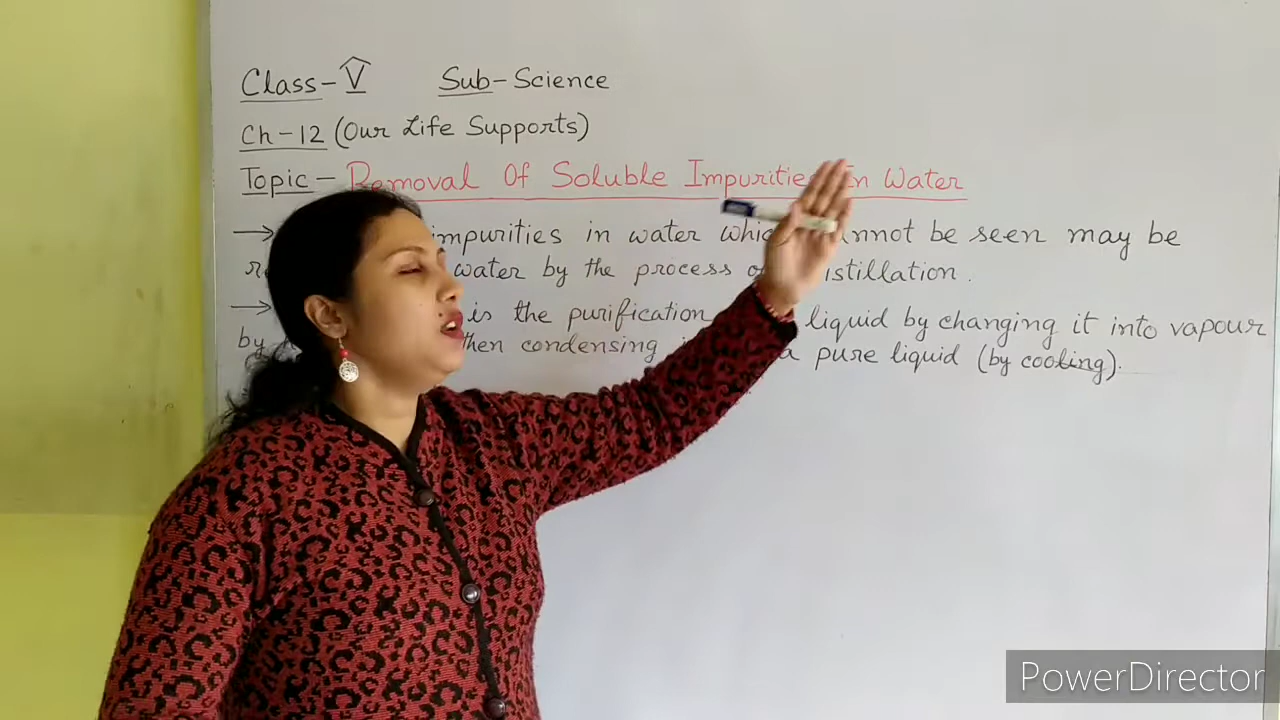 Class-V Sub-Science
Ch-12 (Our Life Supports)
Topic- Removal Of Soluble Impurities In Water
→ impurities in water cannot be seen may be
water by the process istillation.
→ is the purification liquid by changing it into vapour
by then condensing a pure liquid (by cooling).
PowerDirector